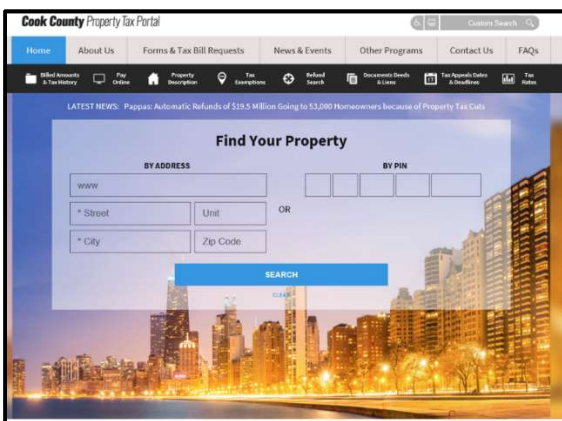 Cook County Property Tax Portal
Custom Search
Home About Us Forms & Tax Bill Requests News & Events Other Programs Contact Us FAQs
Billed Amounts & Tax History
Pay Online
Property Description
Tax Exemptions
Refund Search
Documents Deeds & Liens
Tax Appeals Dates & Deadlines
Tax Rates
LATEST NEWS: Pappas: Automatic Refunds of $19.5 Million Going to 53,000 Homeowners because of Property Tax Cuts
Find Your Property
BY ADDRESS
www
* Street Unit
* City Zip Code
OR
BY PIN
SEARCH
CLEAR